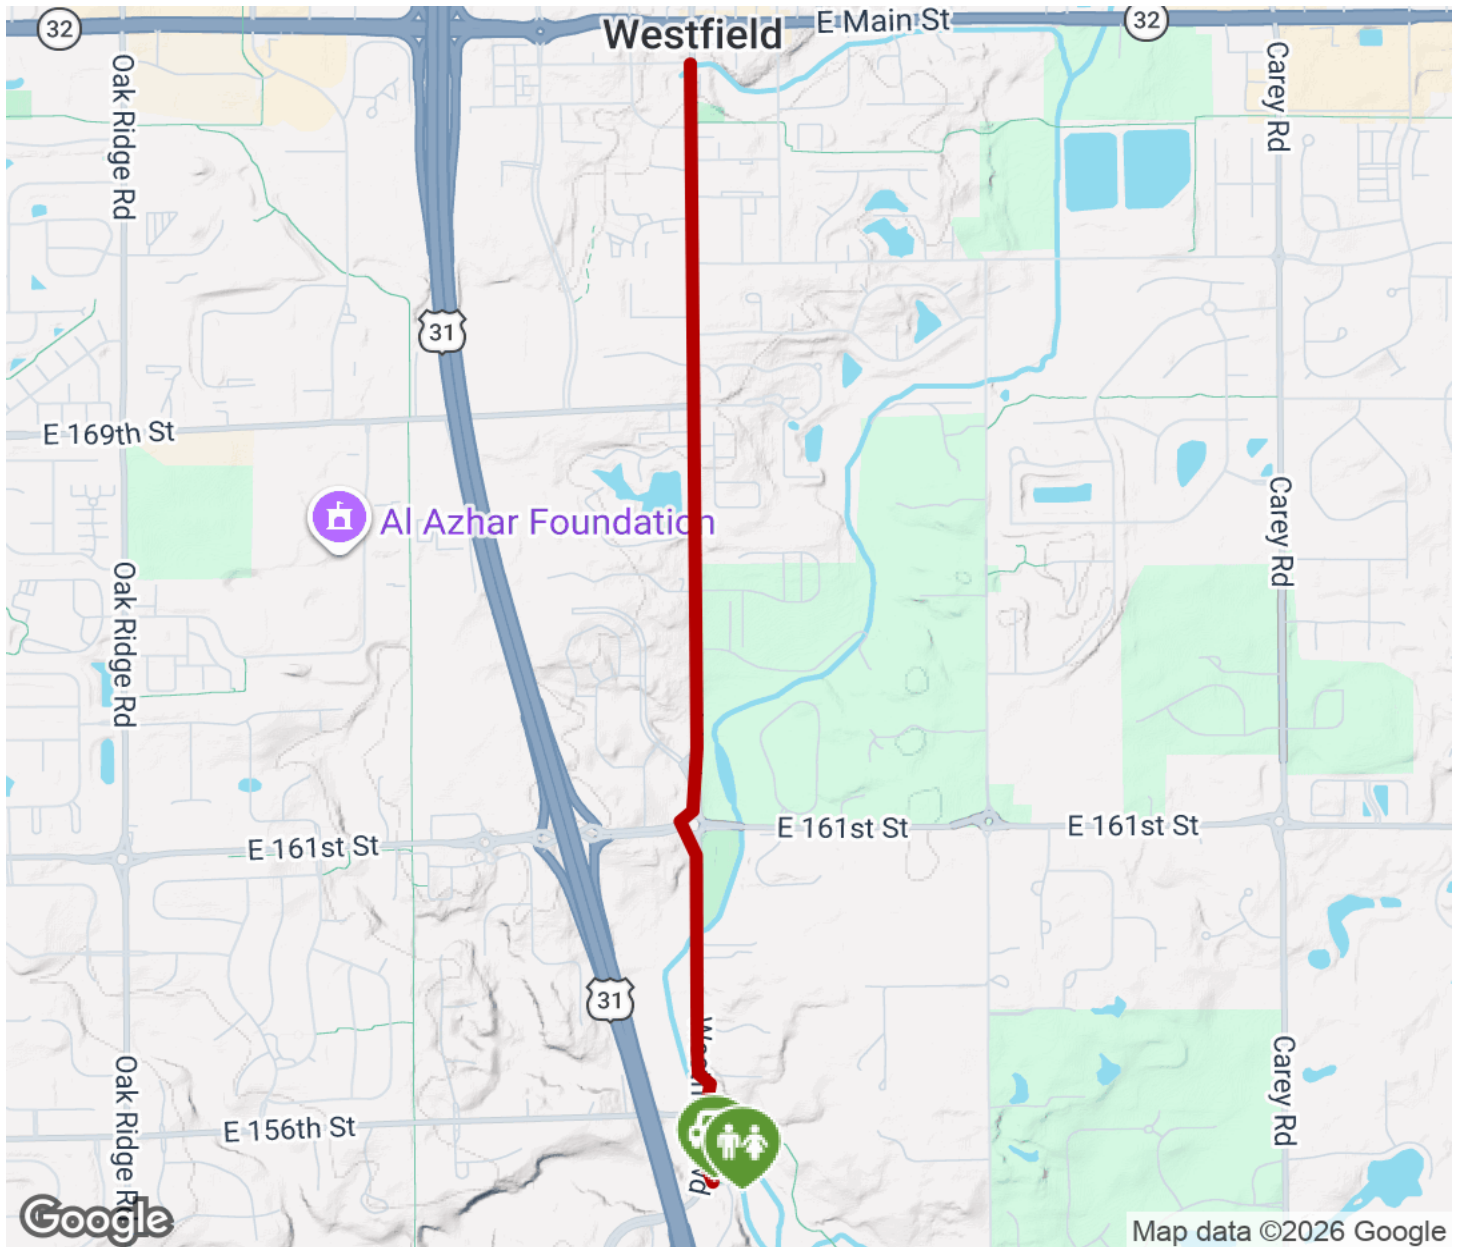 32
Westfield
E Main St
32
Oak Ridge Rd
Carey Rd
31
E 169th St
Al Azhar Foundation
Carey Rd
Oak Ridge Rd
E 161st St
E 161st St
E 161st St
31
Oak Ridge Rd
E 156th St
Carey Rd
Google
Map data ©2026 Google